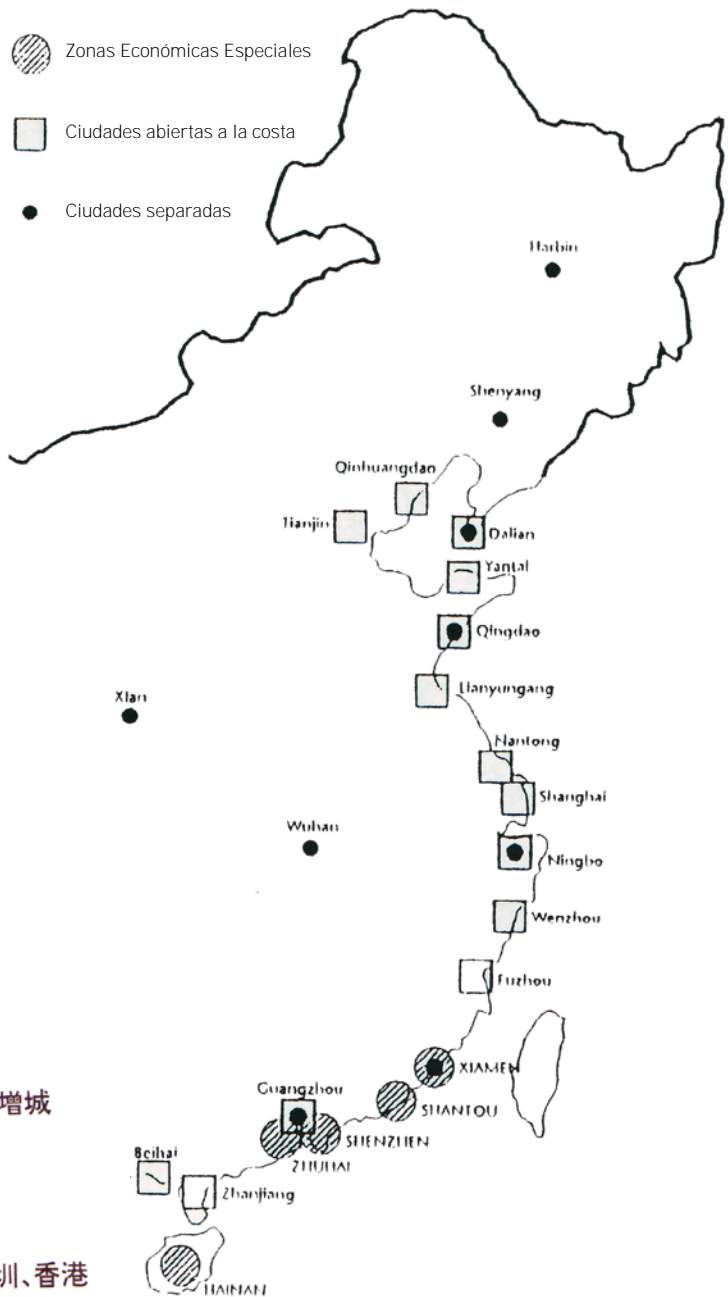 Zonas Económicas Especiales
Ciudades abiertas a la costa
Ciudades separadas
Harbin
Shenyang
Qinhuangdao
Tianjin
Dalian
Yantai
Qingdao
Lianyungang
Xian
Nantong
Shanghai
Wuhan
Ningbo
Wenzhou
Fuzhou
XIAMEN
Guangzhou
SHANTOU
增城
SHENZHEN
ZHUHAI
Beihai
Zhanjiang
圳、香港
HAINAN